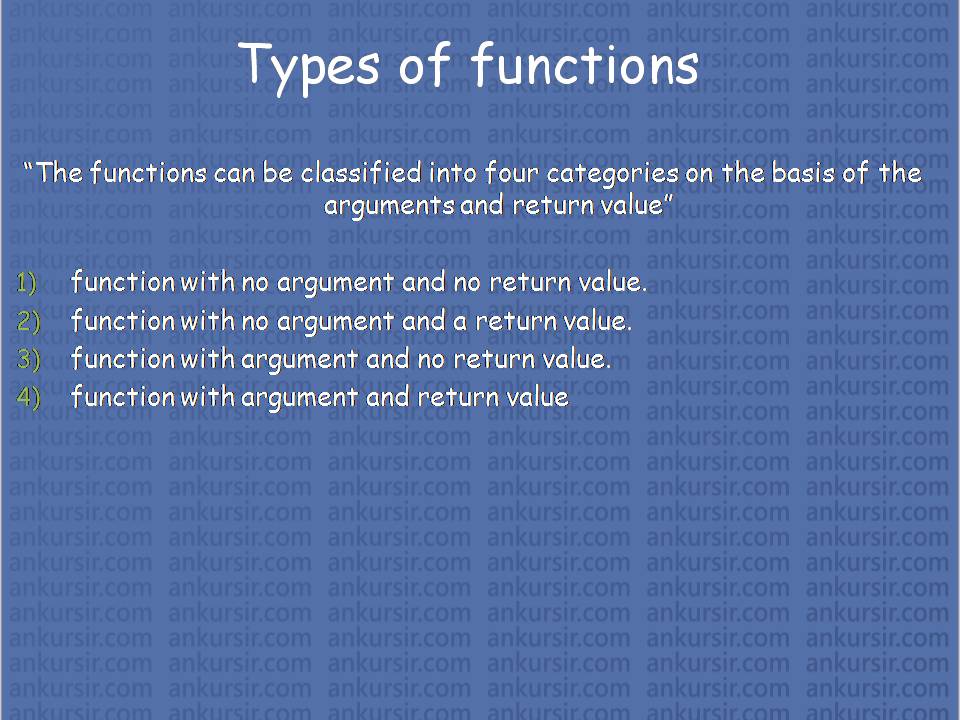 Types of functions
“The functions can be classified into four categories on the basis of the
arguments and return value”
1) function with no argument and no return value.
2) function with no argument and a return value.
3) function with argument and no return value.
4) function with argument and return value
ankursir.com